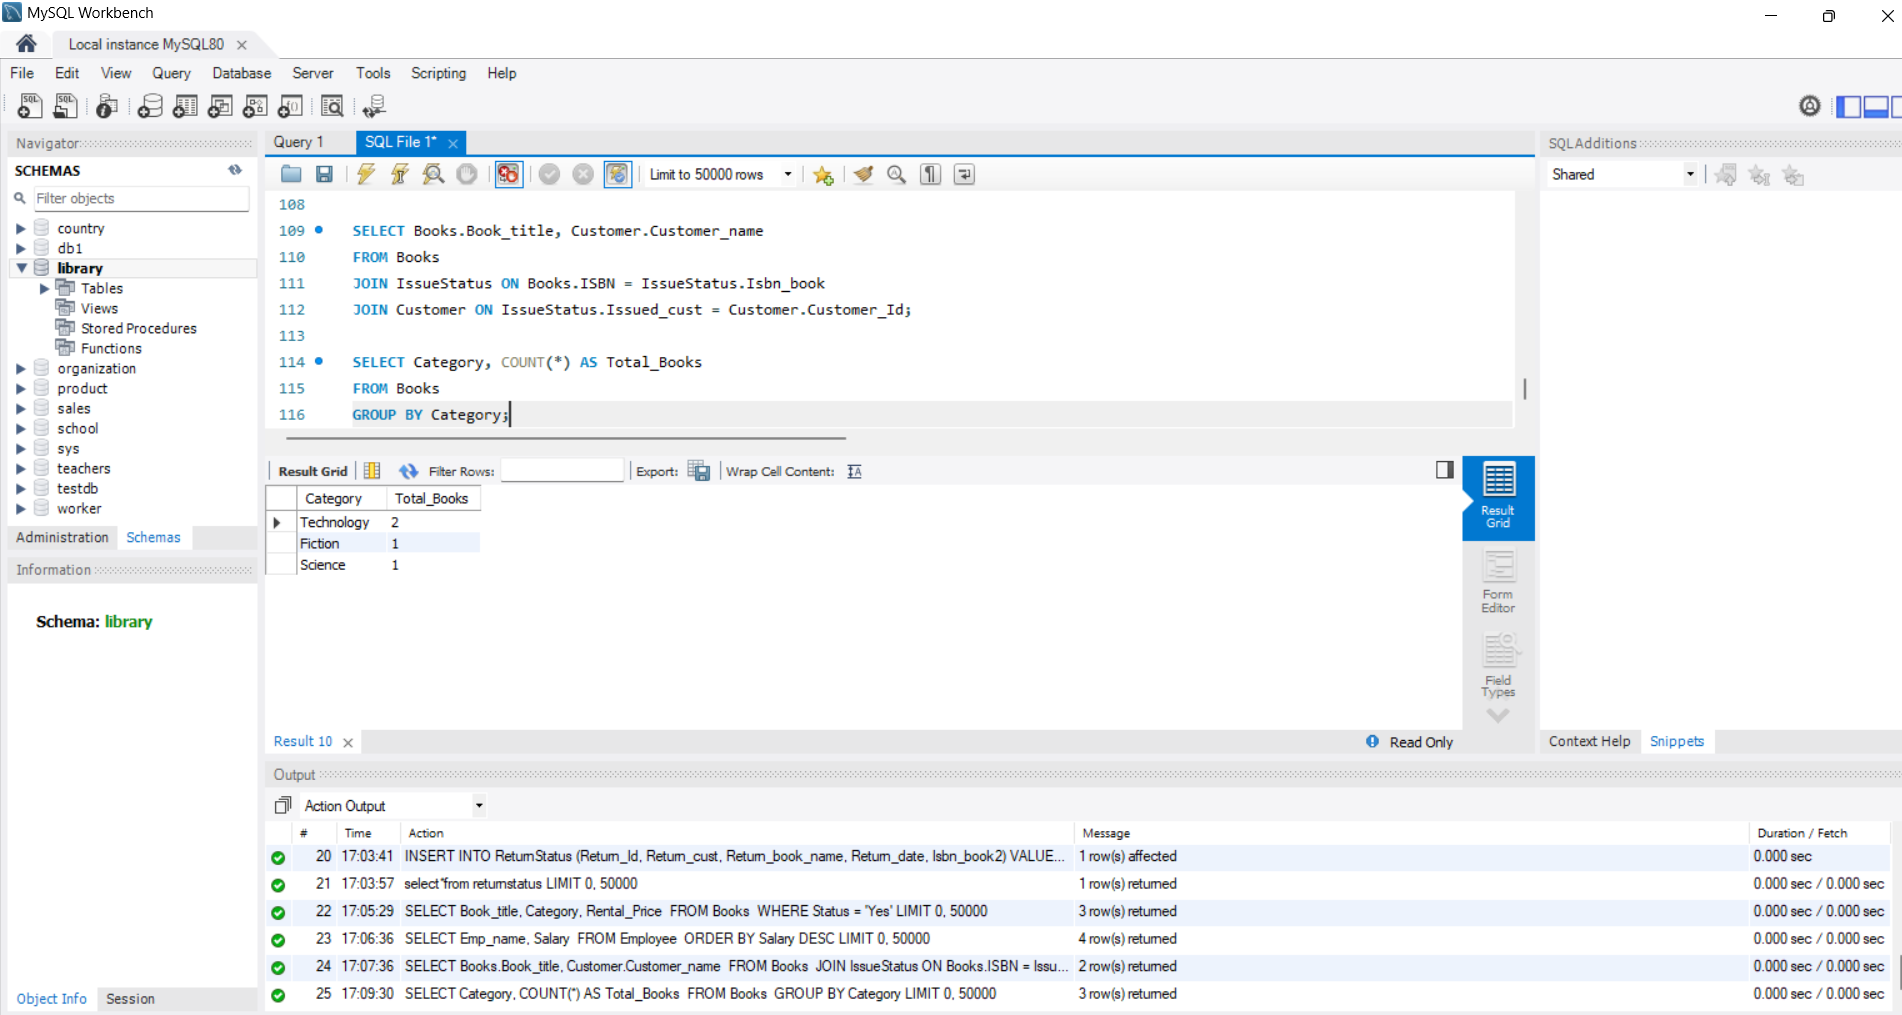 MySQL Workbench
Local instance MySQL80
File Edit View Query Database Server Tools Scripting Help
Navigator
SCHEMAS
Filter objects
country
db1
library
Tables
Views
Stored Procedures
Functions
organization
product
sales
school
sys
teachers
testdb
worker
Administration Schemas
Information
Schema: library
Object Info Session
Query 1 SQL File 1*
Limit to 50000 rows
108
109 SELECT Books.Book_title, Customer.Customer_name
110 FROM Books
111 JOIN IssueStatus ON Books.ISBN = IssueStatus.Isbn_book
112 JOIN Customer ON IssueStatus.Issued_cust = Customer.Customer_Id;
113
114 SELECT Category, COUNT(*) AS Total_Books
115 FROM Books
116 GROUP BY Category;
Result Grid Filter Rows: Export: Wrap Cell Content:
Category Total_Books
Technology 2
Fiction 1
Science 1
Result Grid
Form Editor
Field Types
Result 10 Read Only
SQLAdditions
Shared
Context Help Snippets
Output
Action Output
# Time Action Message Duration / Fetch
20 17:03:41 INSERT INTO ReturnStatus (Return_Id, Return_cust, Return_book_name, Return_date, Isbn_book2) VALUE... 1 row(s) affected 0.000 sec
21 17:03:57 select*from returnstatus LIMIT 0, 50000 1 row(s) returned 0.000 sec / 0.000 sec
22 17:05:29 SELECT Book_title, Category, Rental_Price FROM Books WHERE Status = 'Yes' LIMIT 0, 50000 3 row(s) returned 0.000 sec / 0.000 sec
23 17:06:36 SELECT Emp_name, Salary FROM Employee ORDER BY Salary DESC LIMIT 0, 50000 4 row(s) returned 0.000 sec / 0.000 sec
24 17:07:36 SELECT Books.Book_title, Customer.Customer_name FROM Books JOIN IssueStatus ON Books.ISBN = Issu... 2 row(s) returned 0.000 sec / 0.000 sec
25 17:09:30 SELECT Category, COUNT(*) AS Total_Books FROM Books GROUP BY Category LIMIT 0, 50000 3 row(s) returned 0.000 sec / 0.000 sec